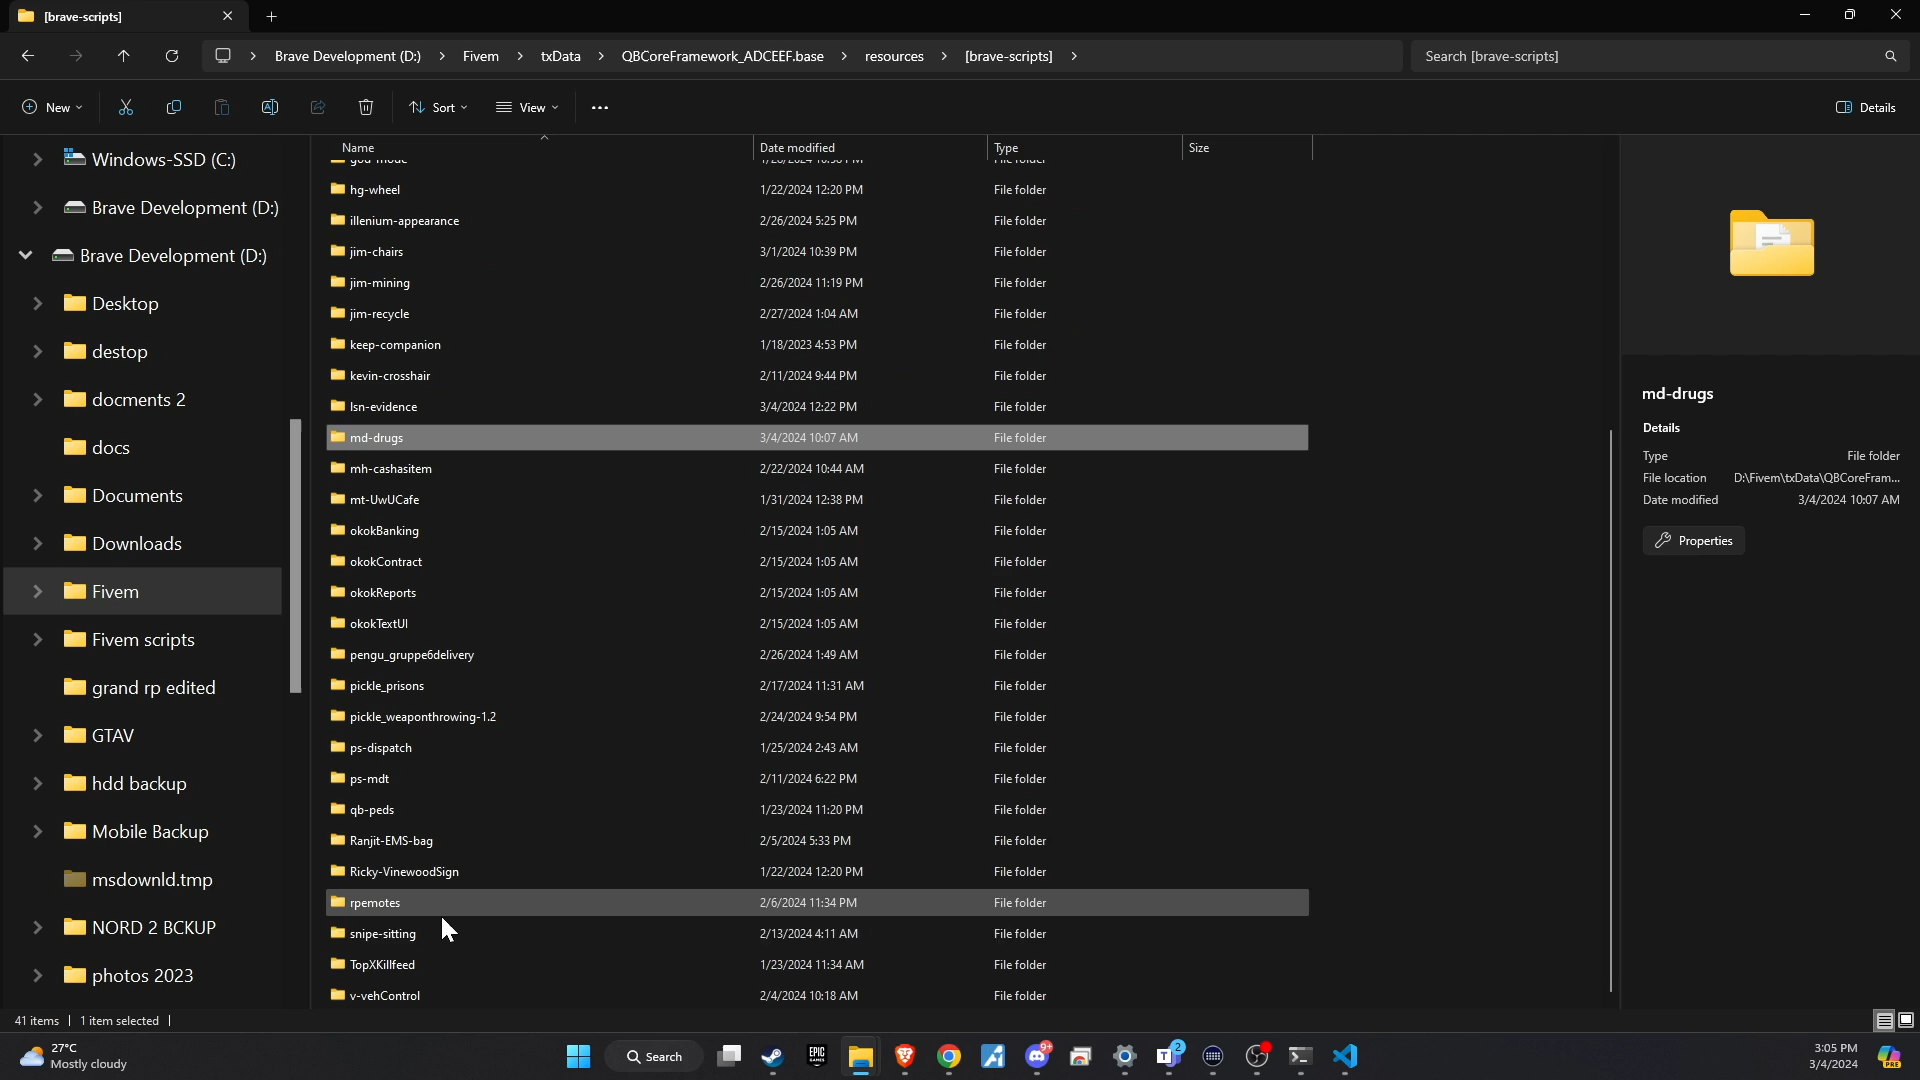 [brave-scripts]
Brave Development (D:) > Fivem > txData > QBCoreFramework_ADCEEF.base > resources > [brave-scripts] >
Search [brave-scripts]
New
Sort
View
Details
Windows-SSD (C:)
Brave Development (D:)
Brave Development (D:)
Desktop
destop
docments 2
docs
Documents
Downloads
Fivem
Fivem scripts
grand rp edited
GTAV
hdd backup
Mobile Backup
msdownld.tmp
NORD 2 BCKUP
photos 2023
Name Date modified Type Size
hg-wheel 1/22/2024 12:20 PM File folder
illenium-appearance 2/26/2024 5:25 PM File folder
jim-chairs 3/1/2024 10:39 PM File folder
jim-mining 2/26/2024 11:19 PM File folder
jim-recycle 2/27/2024 1:04 AM File folder
keep-companion 1/18/2023 4:53 PM File folder
kevin-crosshair 2/11/2024 9:44 PM File folder
lsn-evidence 3/4/2024 12:22 PM File folder
md-drugs 3/4/2024 10:07 AM File folder
mh-cashasitem 2/22/2024 10:44 AM File folder
mt-UwUCafe 1/31/2024 12:38 PM File folder
okokBanking 2/15/2024 1:05 AM File folder
okokContract 2/15/2024 1:05 AM File folder
okokReports 2/15/2024 1:05 AM File folder
okokTextUI 2/15/2024 1:05 AM File folder
pengu_gruppe6delivery 2/26/2024 1:49 AM File folder
pickle_prisons 2/17/2024 11:31 AM File folder
pickle_weaponthrowing-1.2 2/24/2024 9:54 PM File folder
ps-dispatch 1/25/2024 2:43 AM File folder
ps-mdt 2/11/2024 6:22 PM File folder
qb-peds 1/23/2024 11:20 PM File folder
Ranjit-EMS-bag 2/5/2024 5:33 PM File folder
Ricky-VinewoodSign 1/22/2024 12:20 PM File folder
rpemotes 2/6/2024 11:34 PM File folder
snipe-sitting 2/13/2024 4:11 AM File folder
TopXKillfeed 1/23/2024 11:34 AM File folder
v-vehControl 2/4/2024 10:18 AM File folder
md-drugs
Details
Type File folder
File location D:\Fivem\txData\QBCoreFram...
Date modified 3/4/2024 10:07 AM
Properties
41 items
1 item selected
27°C
Mostly cloudy
Search
EPIC
GAMES
9+
2
3:05 PM
3/4/2024
PRE